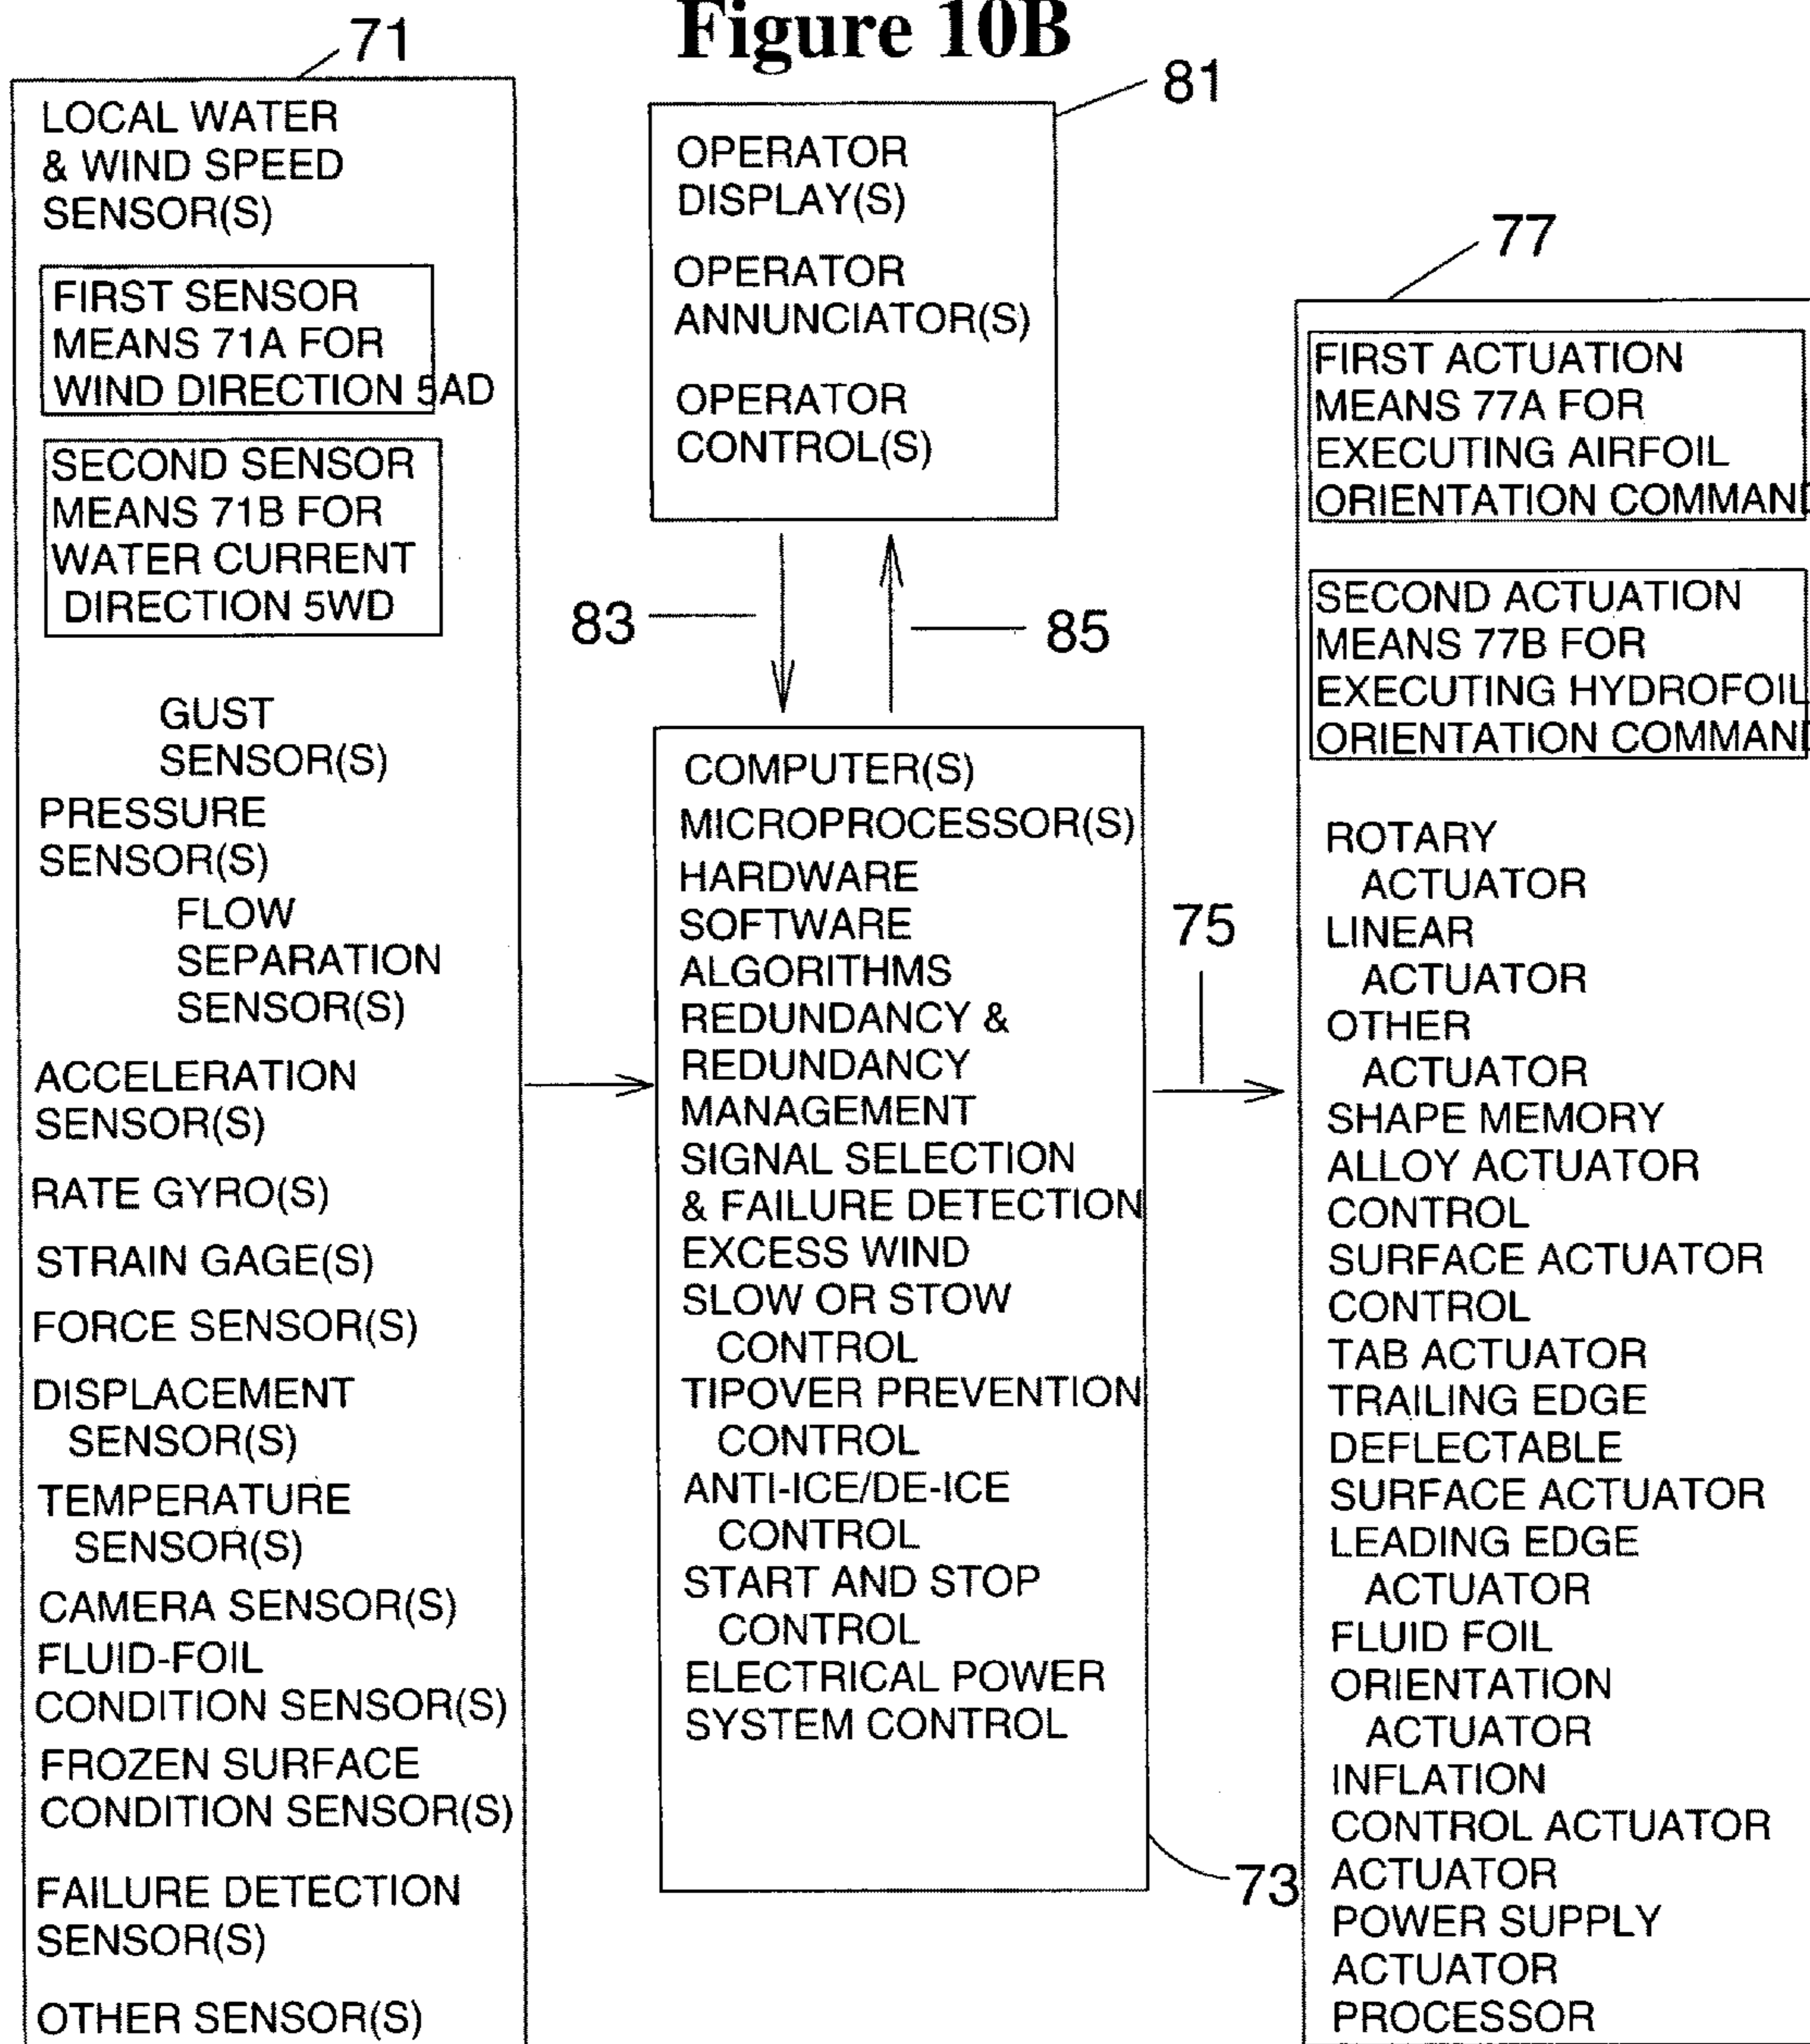 Figure 10B
71
LOCAL WATER
& WIND SPEED
SENSOR(S)
FIRST SENSOR
MEANS 71A FOR
WIND DIRECTION 5AD
SECOND SENSOR
MEANS 71B FOR
WATER CURRENT
DIRECTION 5WD
GUST
SENSOR(S)
PRESSURE
SENSOR(S)
FLOW
SEPARATION
SENSOR(S)
ACCELERATION
SENSOR(S)
RATE GYRO(S)
STRAIN GAGE(S)
FORCE SENSOR(S)
DISPLACEMENT
SENSOR(S)
TEMPERATURE
SENSOR(S)
CAMERA SENSOR(S)
FLUID-FOIL
CONDITION SENSOR(S)
FROZEN SURFACE
CONDITION SENSOR(S)
FAILURE DETECTION
SENSOR(S)
OTHER SENSOR(S)
81
OPERATOR
DISPLAY(S)
OPERATOR
ANNUNCIATOR(S)
OPERATOR
CONTROL(S)
83
85
COMPUTER(S)
MICROPROCESSOR(S)
HARDWARE
SOFTWARE
ALGORITHMS
REDUNDANCY &
REDUNDANCY
MANAGEMENT
SIGNAL SELECTION
& FAILURE DETECTION
EXCESS WIND
SLOW OR STOW
CONTROL
TIPOVER PREVENTION
CONTROL
ANTI-ICE/DE-ICE
CONTROL
START AND STOP
CONTROL
ELECTRICAL POWER
SYSTEM CONTROL
73
75
77
FIRST ACTUATION
MEANS 77A FOR
EXECUTING AIRFOIL
ORIENTATION COMMAND
SECOND ACTUATION
MEANS 77B FOR
EXECUTING HYDROFOIL
ORIENTATION COMMAND
ROTARY
ACTUATOR
LINEAR
ACTUATOR
OTHER
ACTUATOR
SHAPE MEMORY
ALLOY ACTUATOR
CONTROL
SURFACE ACTUATOR
CONTROL
TAB ACTUATOR
TRAILING EDGE
DEFLECTABLE
SURFACE ACTUATOR
LEADING EDGE
ACTUATOR
FLUID FOIL
ORIENTATION
ACTUATOR
INFLATION
CONTROL ACTUATOR
ACTUATOR
POWER SUPPLY
ACTUATOR
PROCESSOR